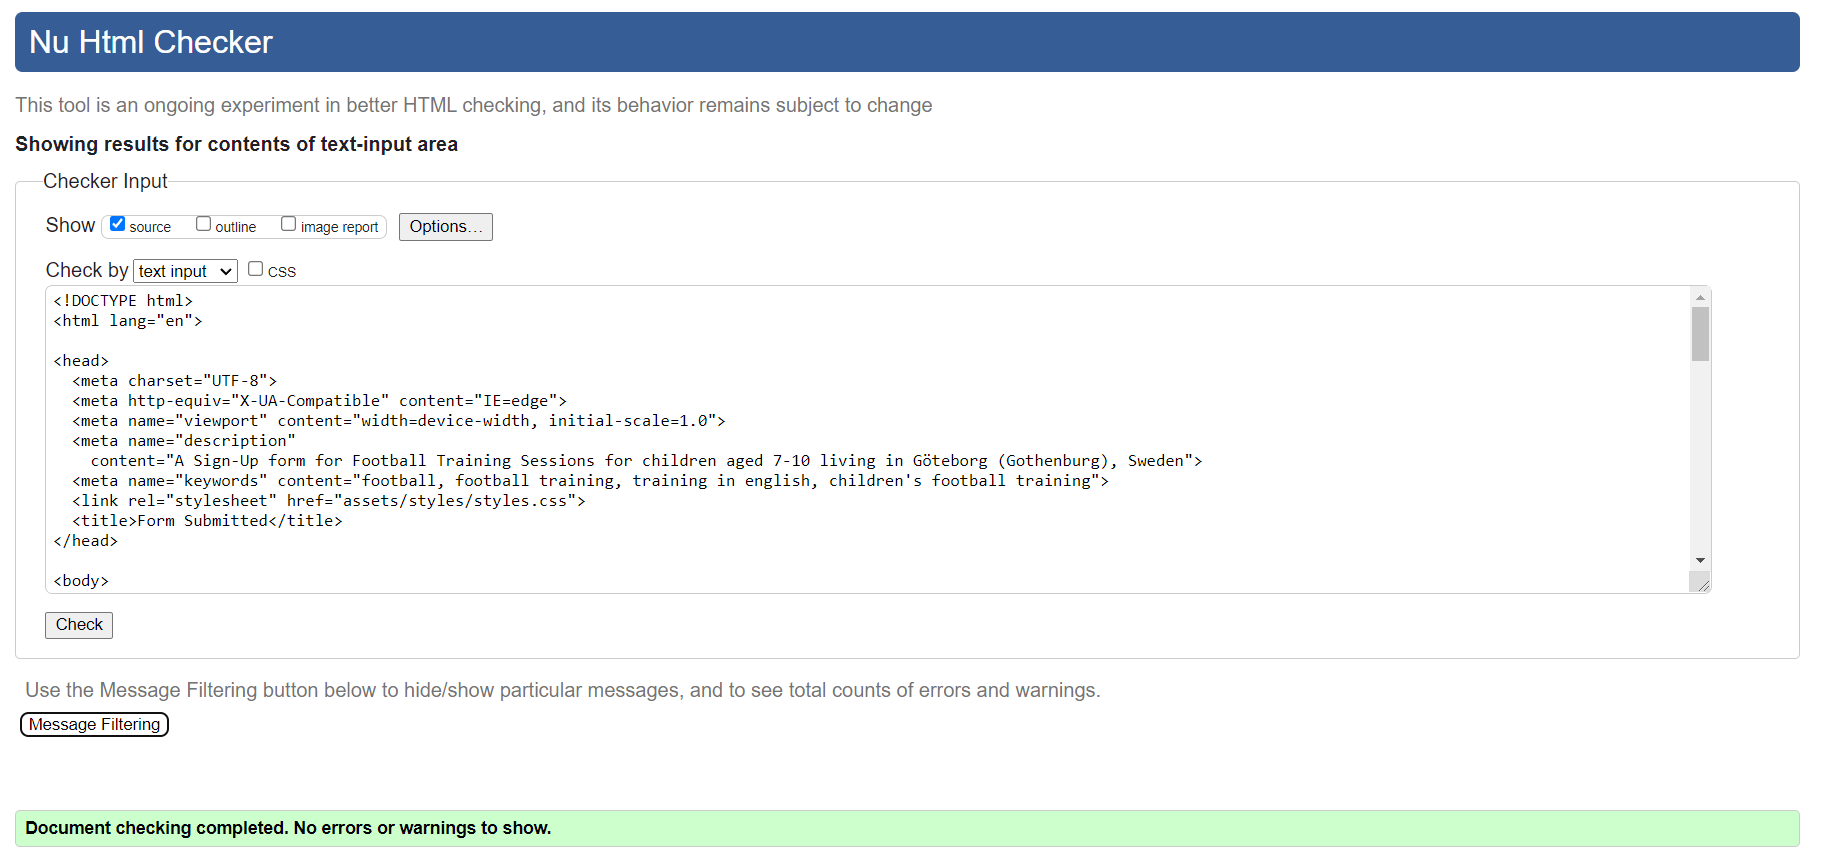 Nu Html Checker
This tool is an ongoing experiment in better HTML checking, and its behavior remains subject to change
Showing results for contents of text-input area
Checker Input
Show source outline image report Options...
Check by text input CSS
<!DOCTYPE html>
<html lang="en">
<head>
  <meta charset="UTF-8">
  <meta http-equiv="X-UA-Compatible" content="IE=edge">
  <meta name="viewport" content="width=device-width, initial-scale=1.0">
  <meta name="description"
    content="A Sign-Up form for Football Training Sessions for children aged 7-10 living in Göteborg (Gothenburg), Sweden">
  <meta name="keywords" content="football, football training, training in english, children's football training">
  <link rel="stylesheet" href="assets/styles/styles.css">
  <title>Form Submitted</title>
</head>
<body>
Check
Use the Message Filtering button below to hide/show particular messages, and to see total counts of errors and warnings.
Message Filtering
Document checking completed. No errors or warnings to show.